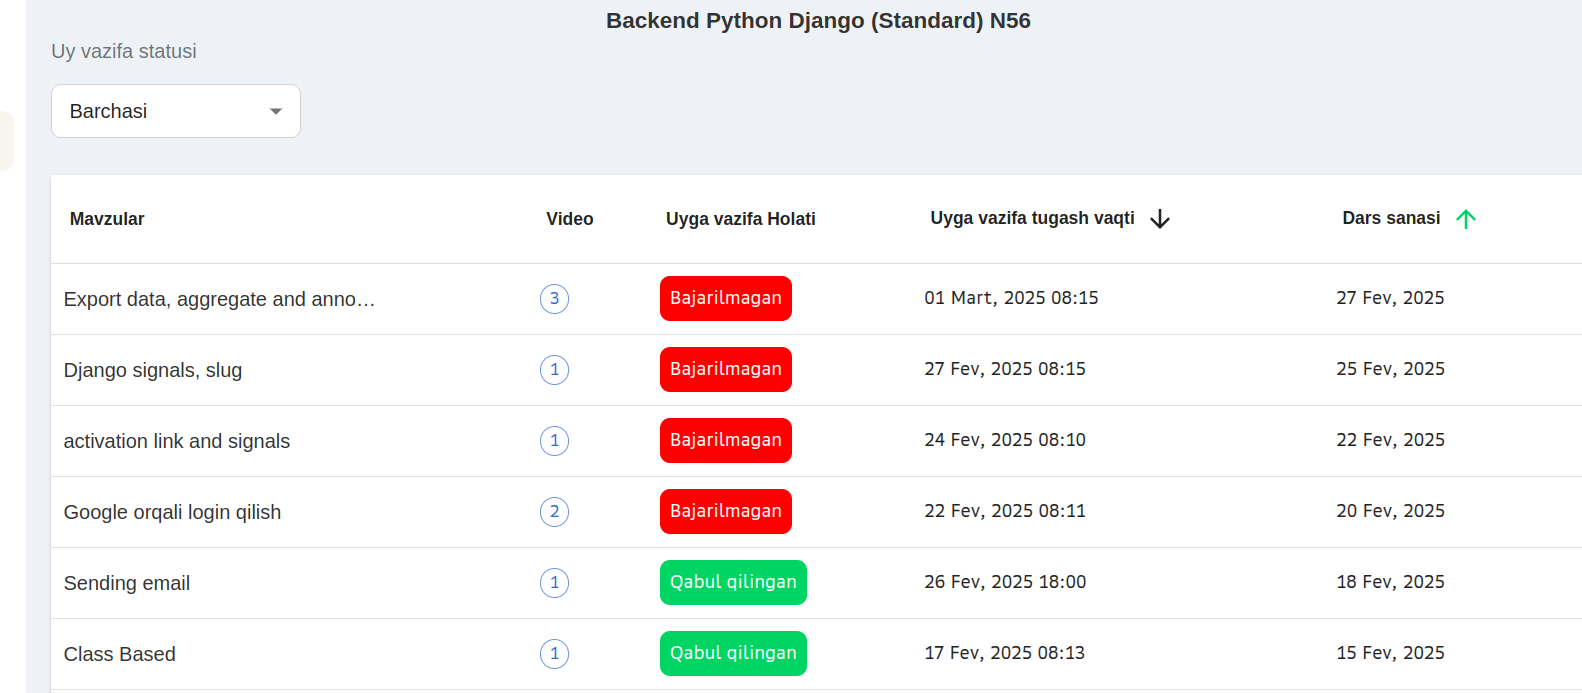 Backend Python Django (Standard) N56
Uy vazifa statusi
Barchasi
Mavzular Video Uyga vazifa Holati Uyga vazifa tugash vaqti Dars sanasi
Export data, aggregate and anno… 3 Bajarilmagan 01 Mart, 2025 08:15 27 Fev, 2025
Django signals, slug 1 Bajarilmagan 27 Fev, 2025 08:15 25 Fev, 2025
activation link and signals 1 Bajarilmagan 24 Fev, 2025 08:10 22 Fev, 2025
Google orqali login qilish 2 Bajarilmagan 22 Fev, 2025 08:11 20 Fev, 2025
Sending email 1 Qabul qilingan 26 Fev, 2025 18:00 18 Fev, 2025
Class Based 1 Qabul qilingan 17 Fev, 2025 08:13 15 Fev, 2025